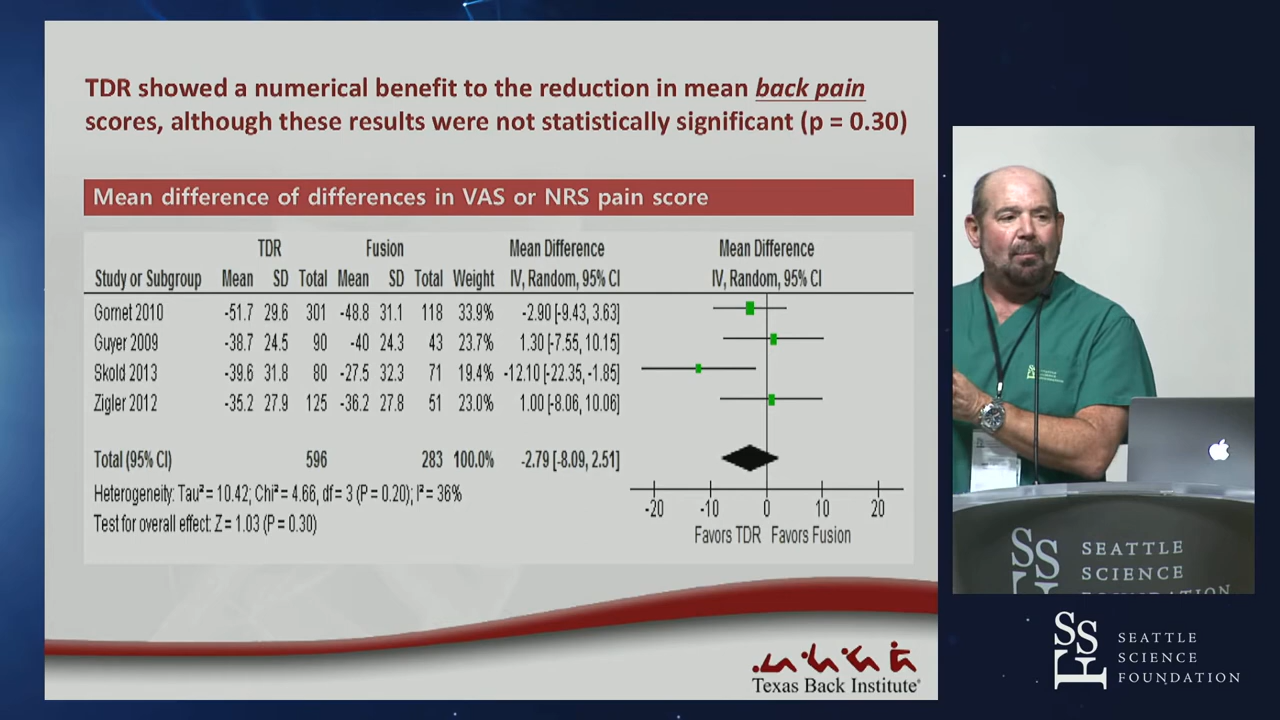 TDR showed a numerical benefit to the reduction in mean back pain
scores, although these results were not statistically significant (p = 0.30)
Mean difference of differences in VAS or NRS pain score
TDR Fusion Mean Difference Mean Difference
Study or Subgroup Mean SD Total Mean SD Total Weight IV, Random, 95% CI IV, Random, 95% CI
Gornet 2010 -51.7 29.6 301 -48.8 31.1 118 33.9% -2.90 [-9.43, 3.63]
Guyer 2009 -38.7 24.5 90 -40 24.3 43 23.7% 1.30 [-7.55, 10.15]
Skold 2013 -39.6 31.8 80 -27.5 32.3 71 19.4% -12.10 [-22.35, -1.85]
Zigler 2012 -35.2 27.9 125 -36.2 27.8 51 23.0% 1.00 [-8.06, 10.06]
Total (95% CI) 596 283 100.0% -2.79 [-8.09, 2.51]
Heterogeneity: Tau² = 10.42; Chi² = 4.66, df = 3 (P = 0.20); I² = 36%
Test for overall effect: Z = 1.03 (P = 0.30)
-20 -10 0 10 20
Favors TDR Favors Fusion
Texas Back Institute
SSF
SEATTLE
SCIENCE
FOUNDATION
SSF
SEATTLE
SCIENCE
FOUNDATION